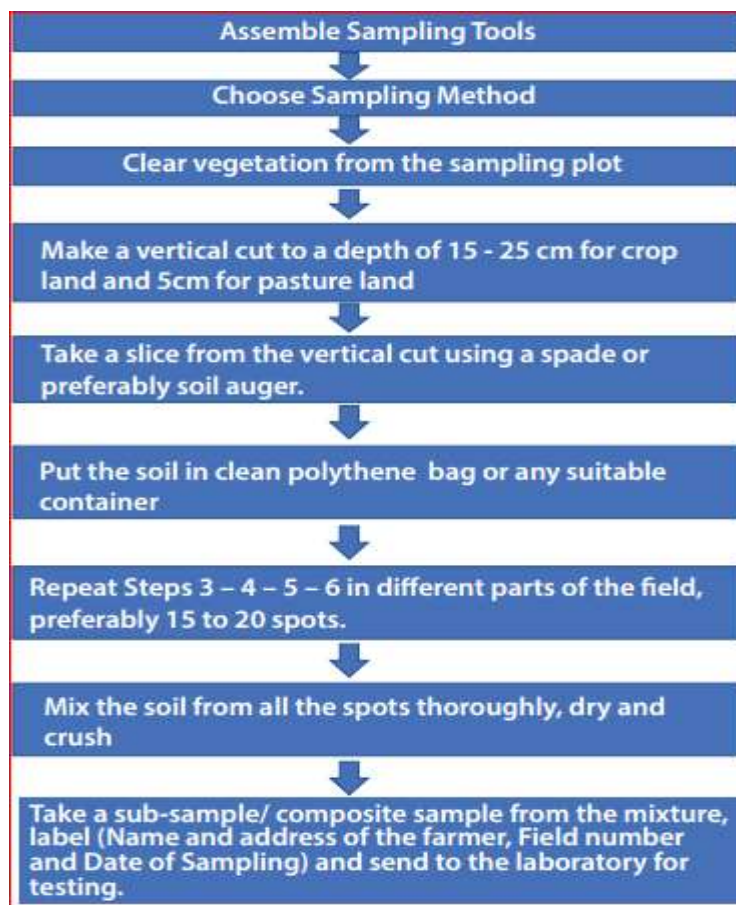 Assemble Sampling Tools
Choose Sampling Method
Clear vegetation from the sampling plot
Make a vertical cut to a depth of 15 - 25 cm for crop
land and 5cm for pasture land
Take a slice from the vertical cut using a spade or
preferably soil auger.
Put the soil in clean polythene bag or any suitable
container
Repeat Steps 3 – 4 – 5 – 6 in different parts of the field,
preferably 15 to 20 spots.
Mix the soil from all the spots thoroughly, dry and
crush
Take a sub-sample/ composite sample from the mixture,
label (Name and address of the farmer, Field number
and Date of Sampling) and send to the laboratory for
testing.